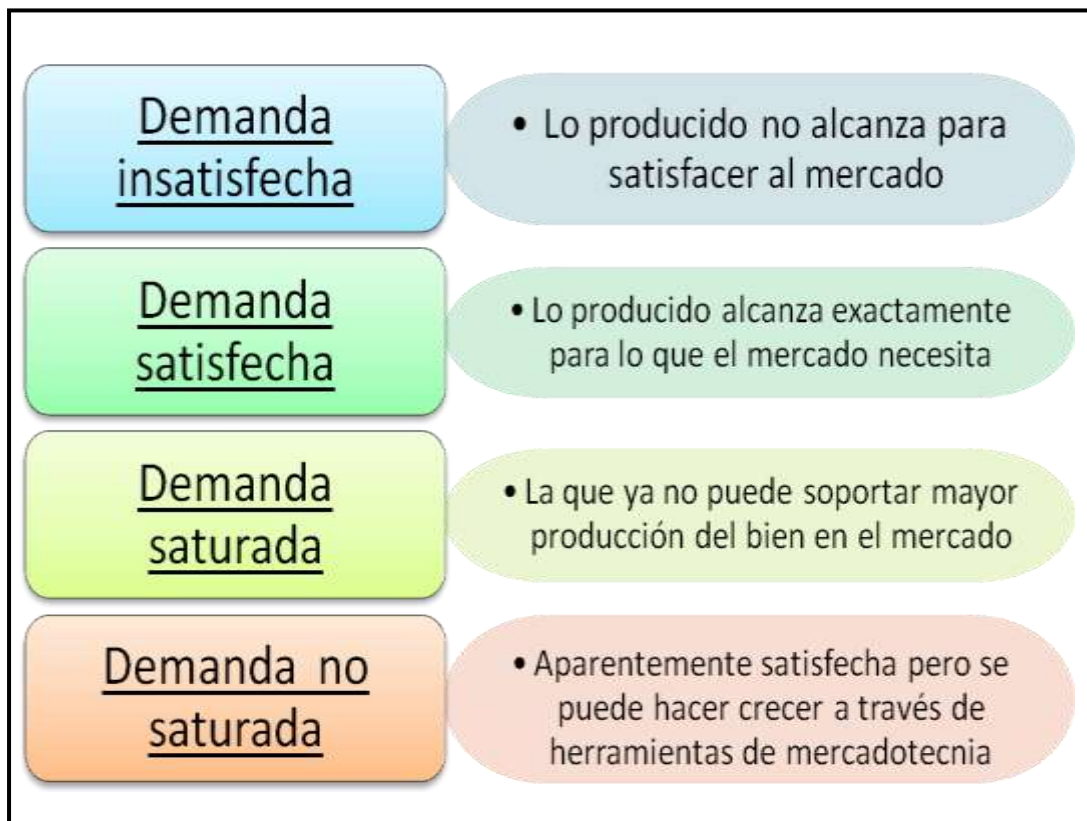 Demanda
insatisfecha
• Lo producido no alcanza para
satisfacer al mercado
Demanda
satisfecha
• Lo producido alcanza exactamente
para lo que el mercado necesita
Demanda
saturada
• La que ya no puede soportar mayor
producción del bien en el mercado
Demanda no
saturada
• Aparentemente satisfecha pero se
puede hacer crecer a través de
herramientas de mercadotecnia